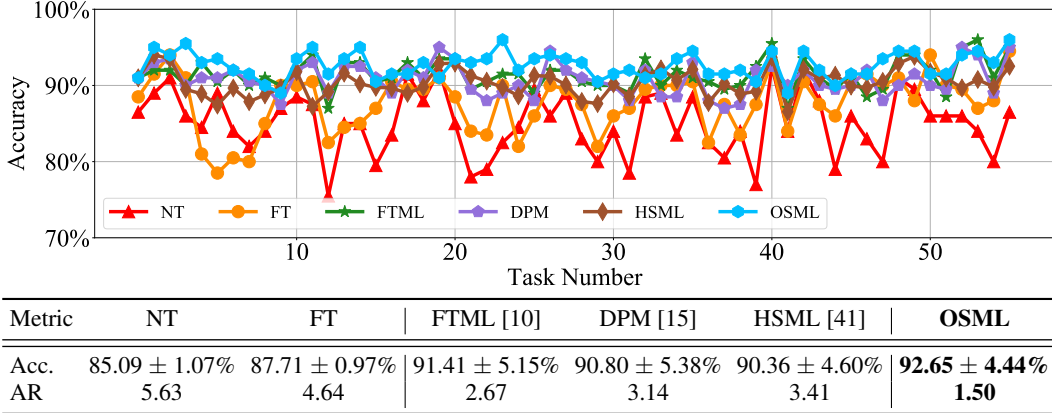 100%
90%
80%
70%
Accuracy
NT FT FTML DPM HSML OSML
10 20 30 40 50
Task Number
Metric NT FT FTML [10] DPM [15] HSML [41] OSML
Acc. 85.09 ± 1.07% 87.71 ± 0.97% 91.41 ± 5.15% 90.80 ± 5.38% 90.36 ± 4.60% 92.65 ± 4.44%
AR 5.63 4.64 2.67 3.14 3.41 1.50